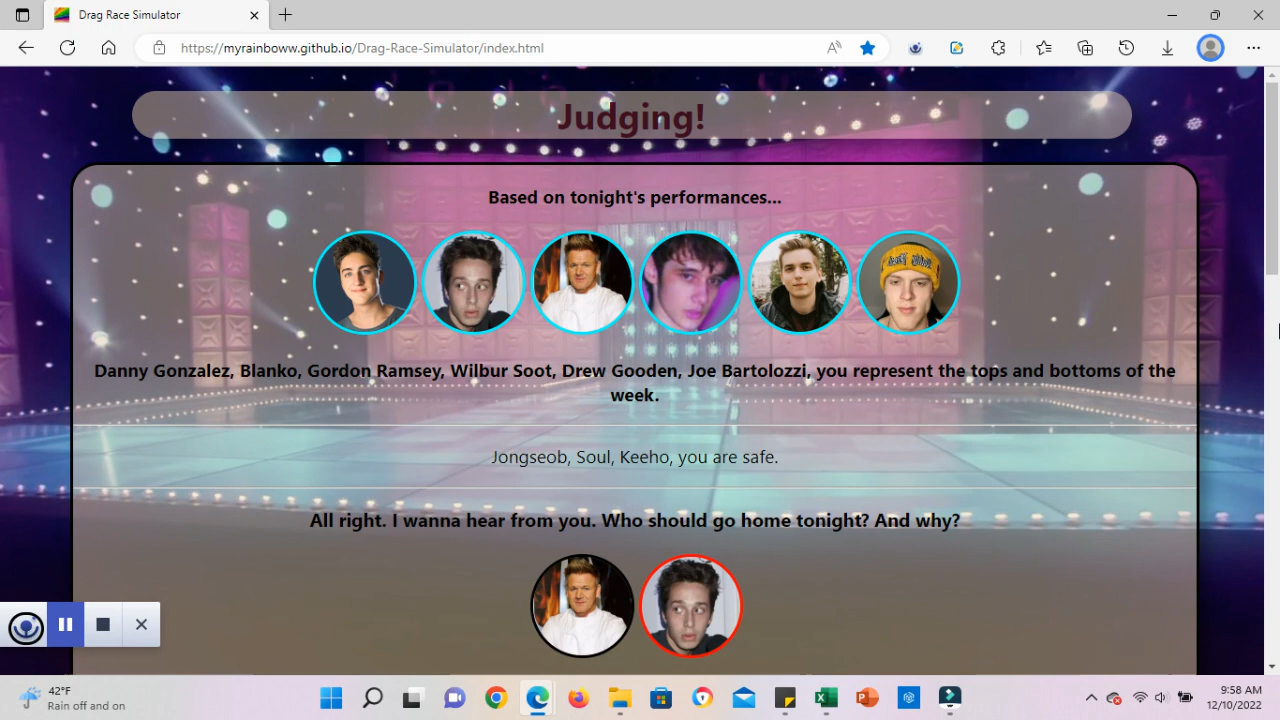 Drag Race Simulator
https://myrainboww.github.io/Drag-Race-Simulator/index.html
Judging!
Based on tonight's performances...
Danny Gonzalez, Blanko, Gordon Ramsey, Wilbur Soot, Drew Gooden, Joe Bartolozzi, you represent the tops and bottoms of the
week.
Jongseob, Soul, Keeho, you are safe.
All right. I wanna hear from you. Who should go home tonight? And why?
42°F
Rain off and on
9:58 AM
12/10/2022